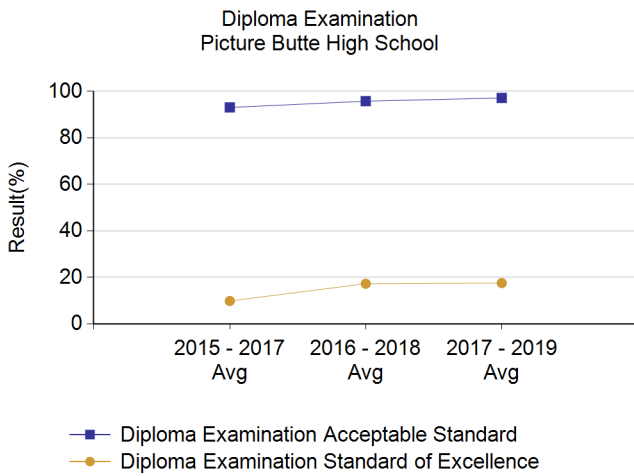 Diploma Examination
Picture Butte High School
Result(%)
100
80
60
40
20
0
2015 - 2017 2016 - 2018 2017 - 2019
Avg Avg Avg
Diploma Examination Acceptable Standard
Diploma Examination Standard of Excellence